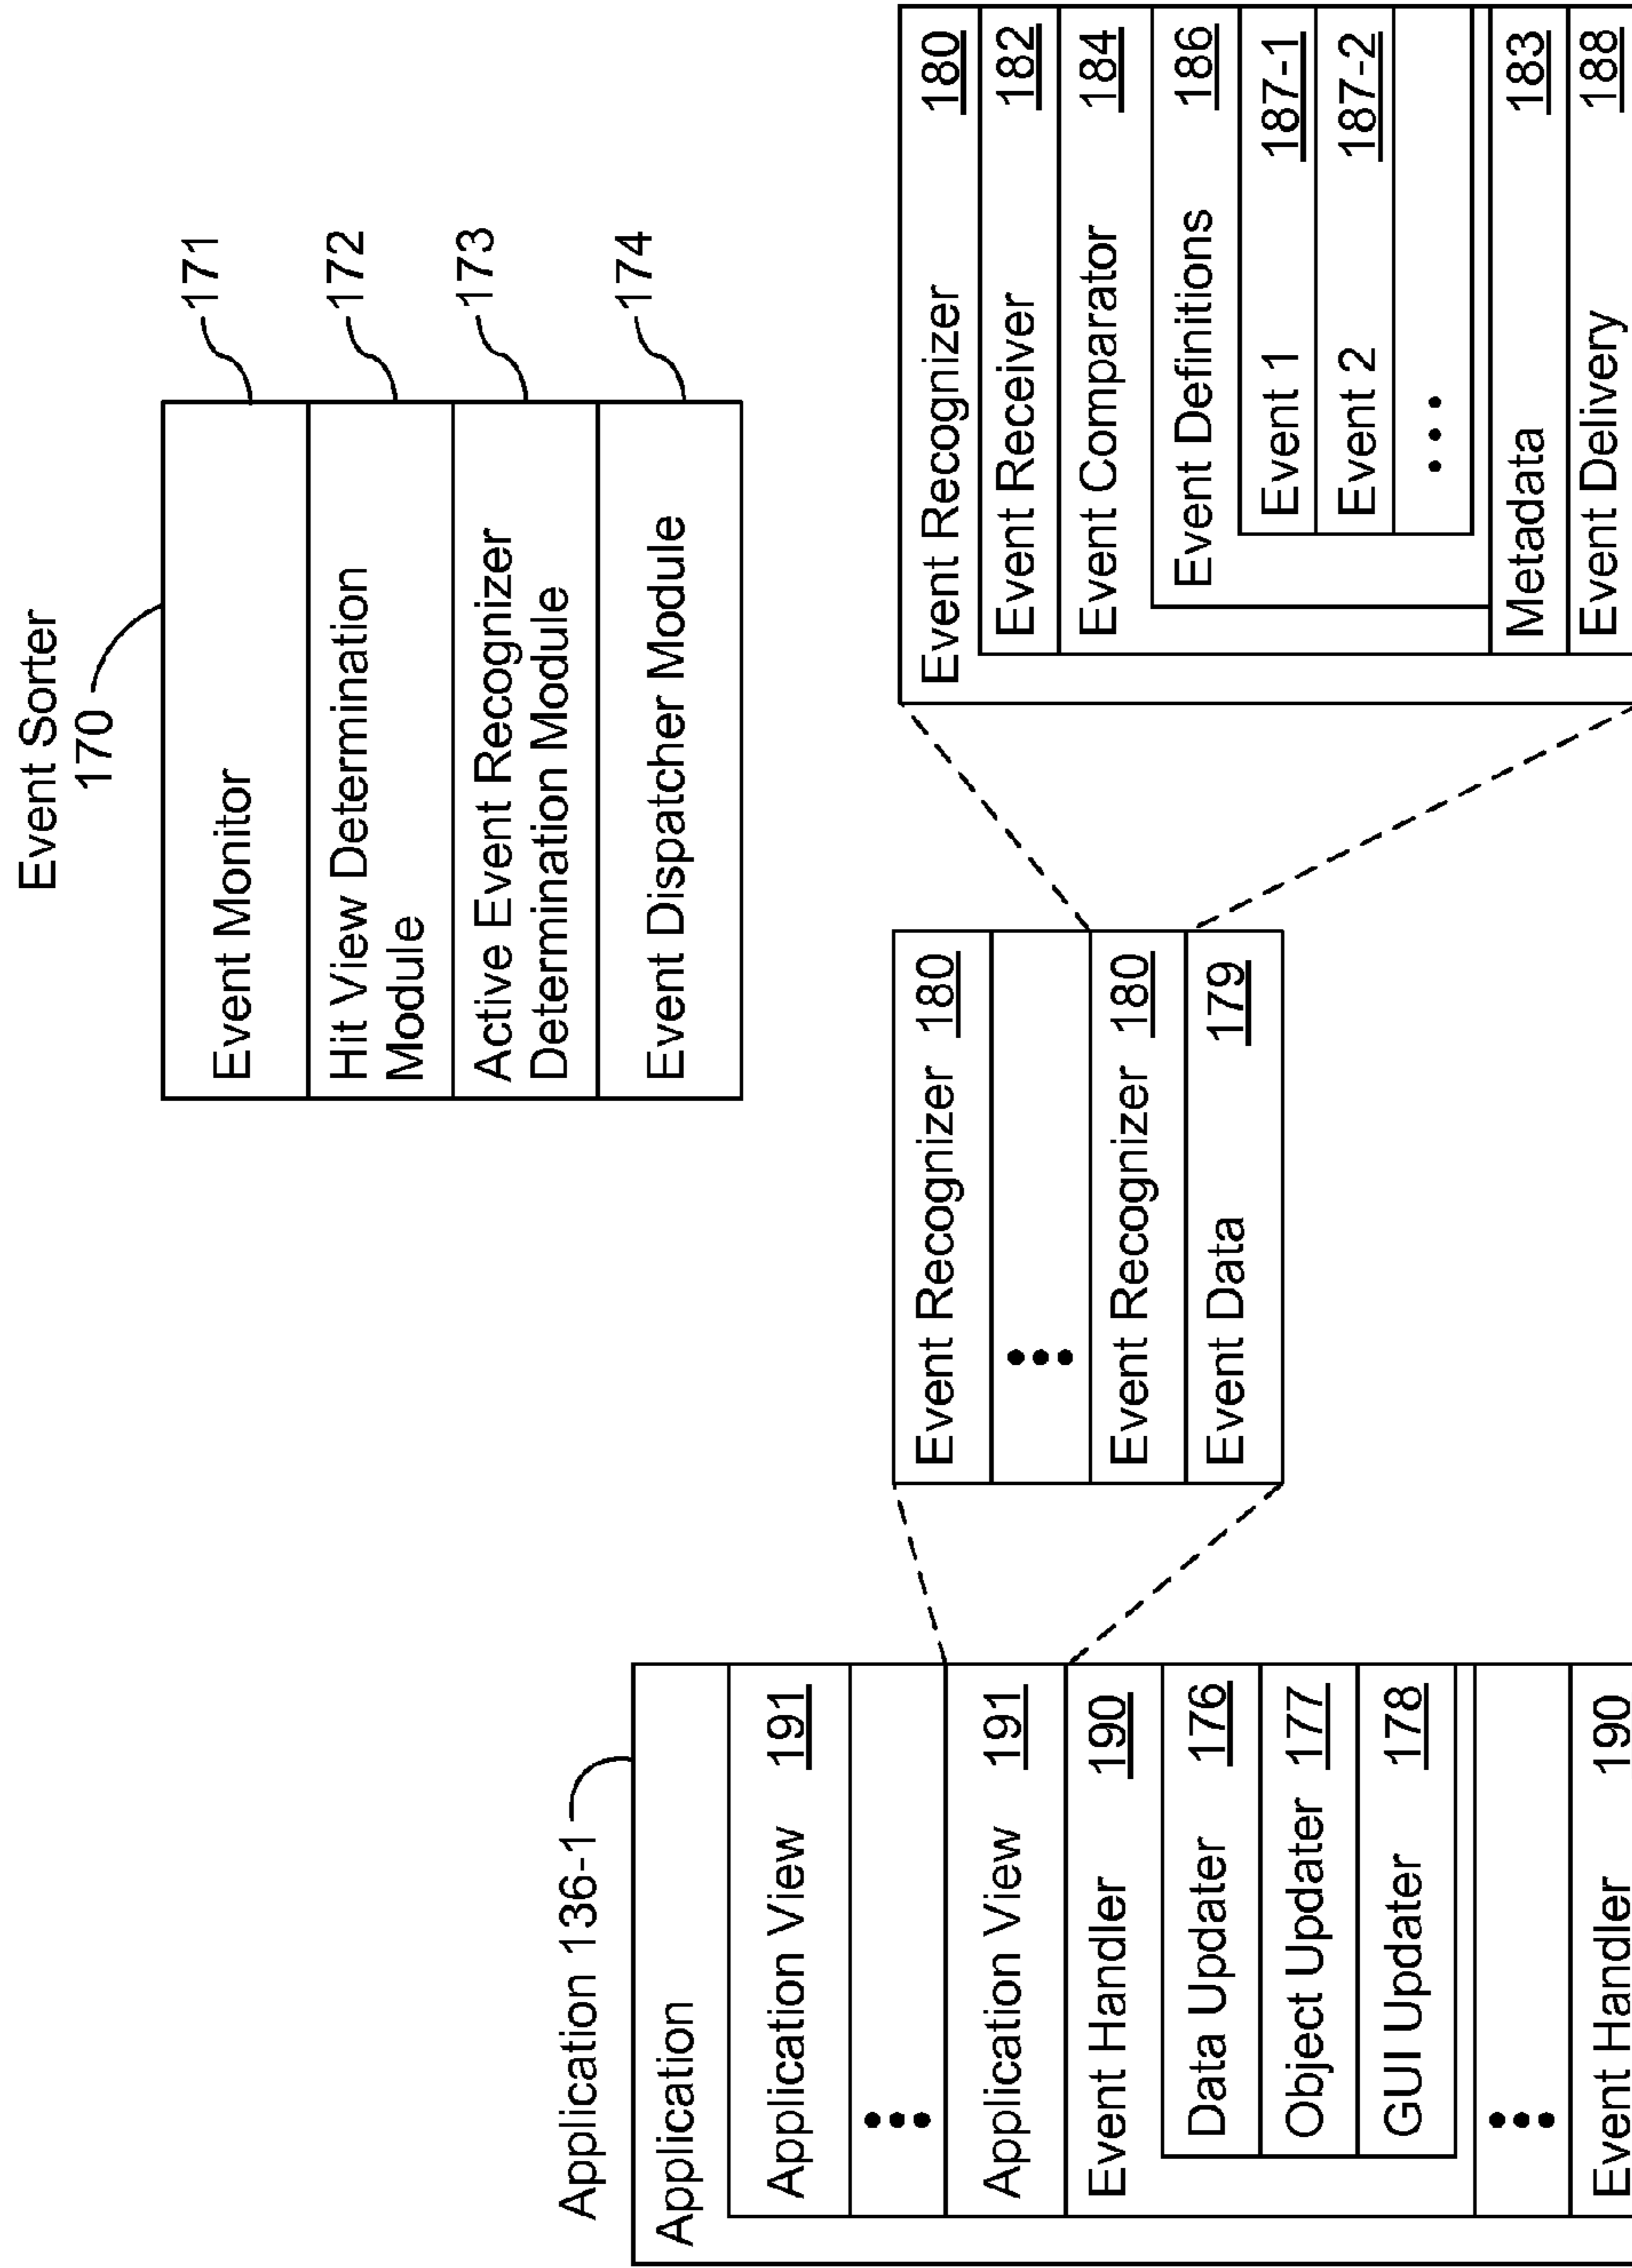 Event Sorter
170
Event Monitor
171
Hit View Determination
Module
172
Active Event Recognizer
Determination Module
173
Event Dispatcher Module
174
Application 136-1
Application
Application View 191
Application View 191
Event Handler 190
Data Updater 176
Object Updater 177
GUI Updater 178
Event Handler 190
Event Recognizer 180
Event Recognizer 180
Event Data 179
Event Recognizer 180
Event Receiver 182
Event Comparator 184
Event Definitions 186
Event 1 187-1
Event 2 187-2
Metadata 183
Event Delivery 188